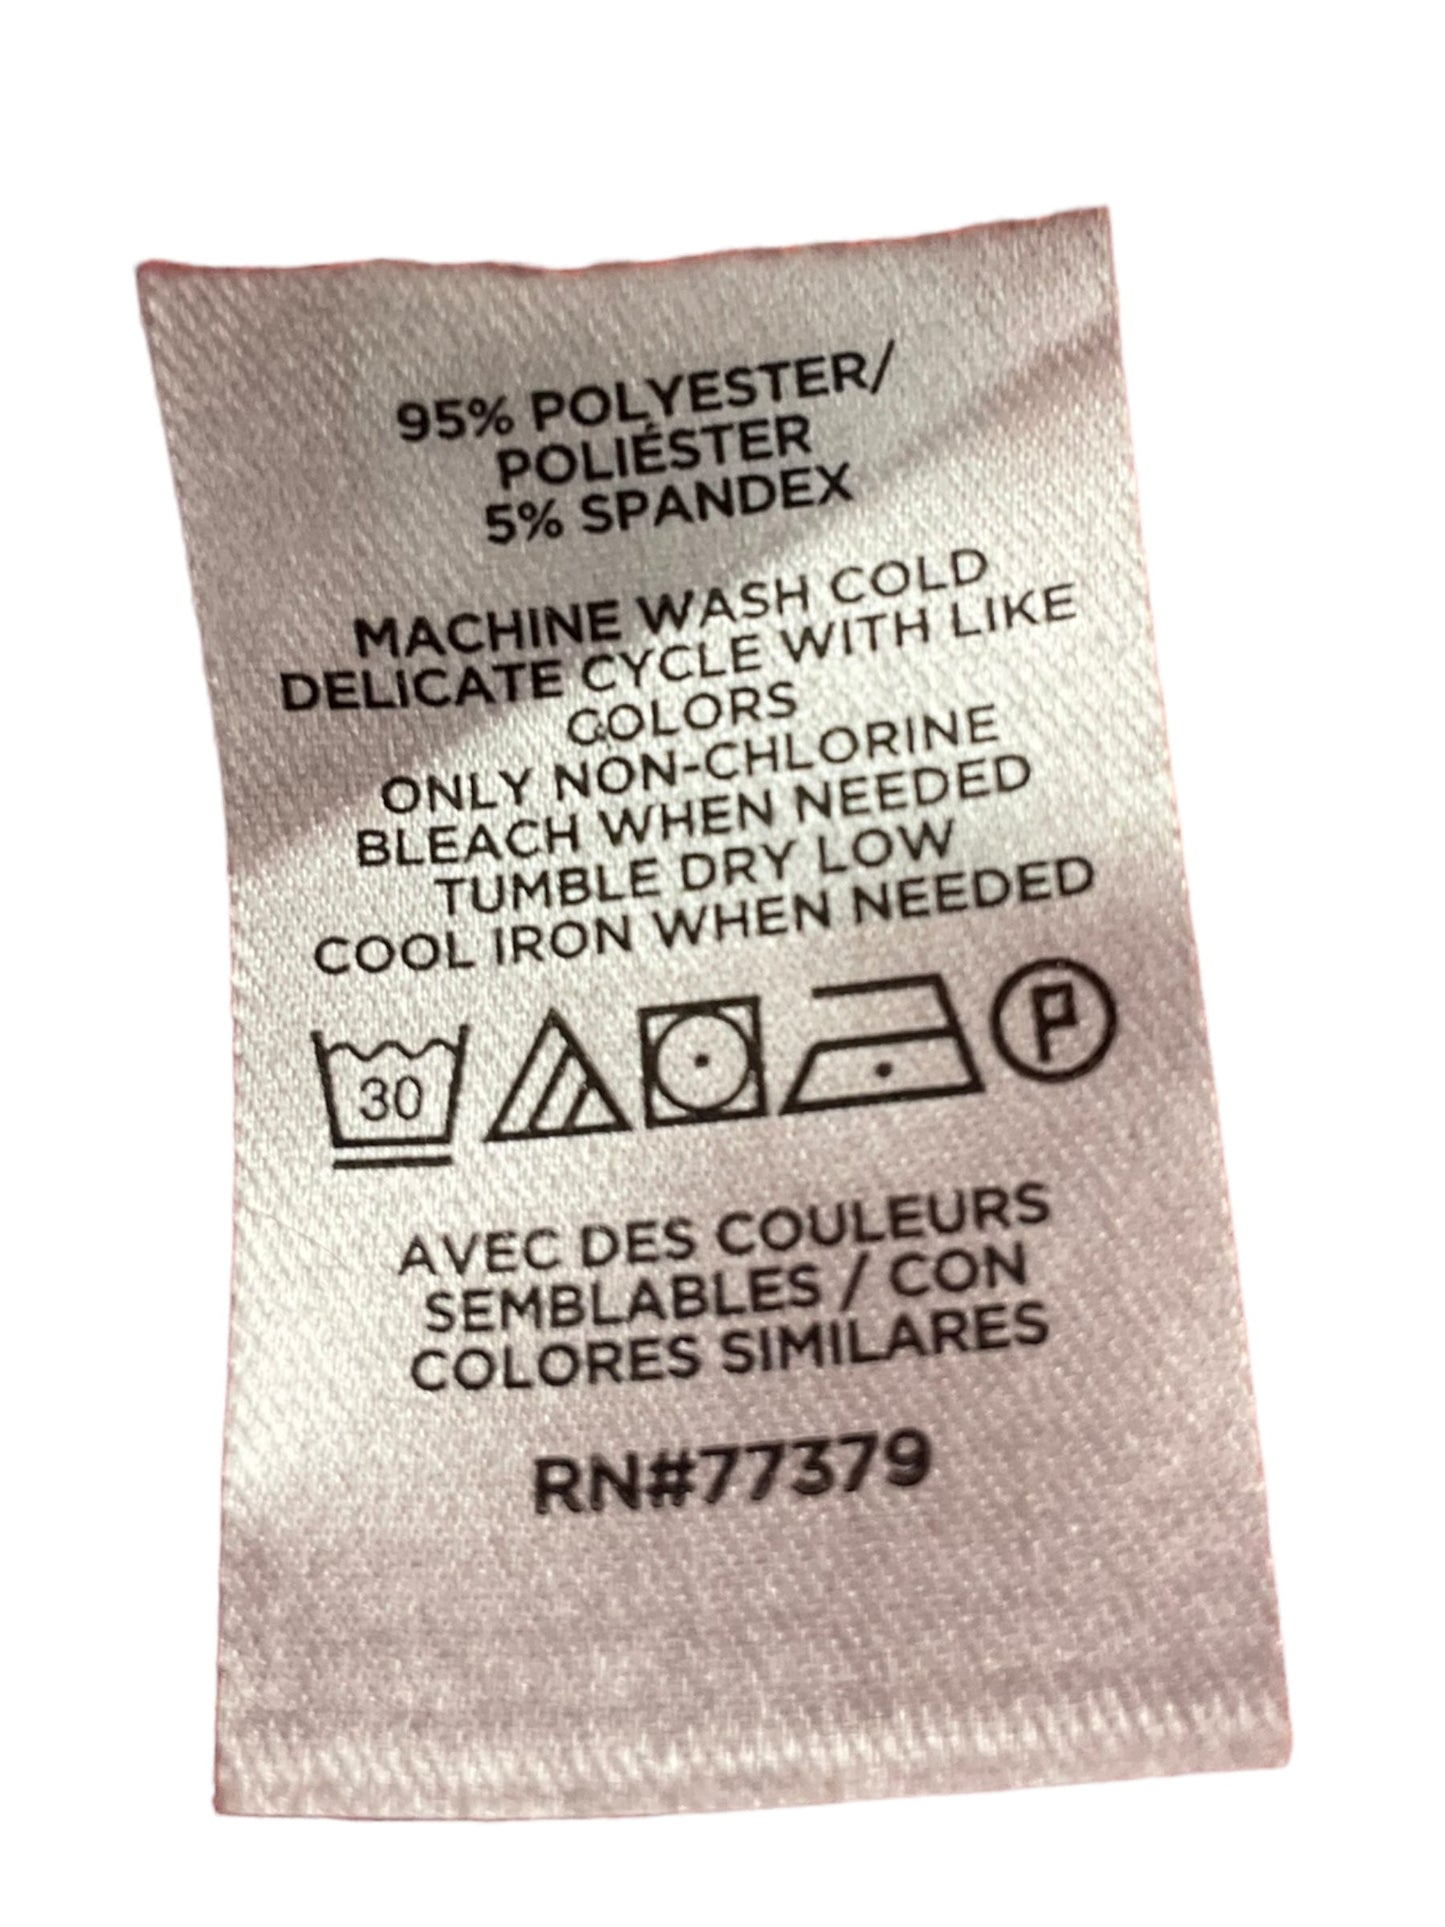 95% POLYESTER/
POLIÉSTER
5% SPANDEX
MACHINE WASH COLD
DELICATE CYCLE WITH LIKE
COLORS
ONLY NON-CHLORINE
BLEACH WHEN NEEDED
TUMBLE DRY LOW
COOL IRON WHEN NEEDED
30 P
AVEC DES COULEURS
SEMBLABLES / CON
COLORES SIMILARES
RN#77379